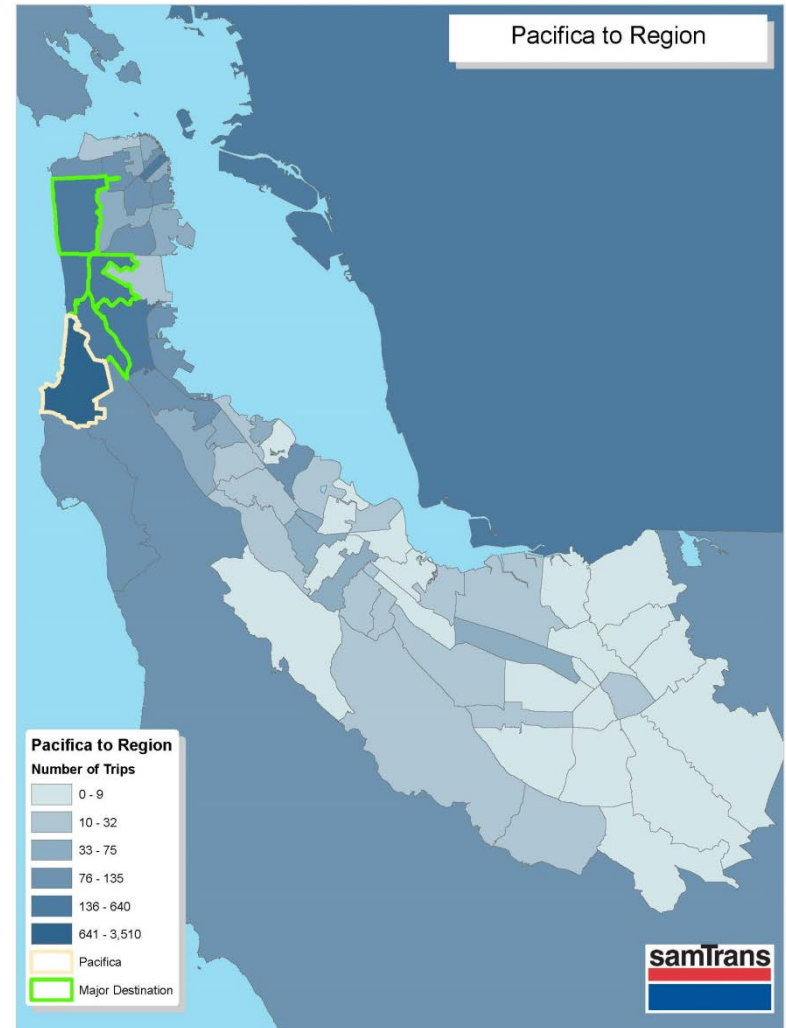 Pacifica to Region
Pacifica to Region
Number of Trips
0 - 9
10 - 32
33 - 75
76 - 135
136 - 640
641 - 3,510
Pacifica
Major Destination
samTrans